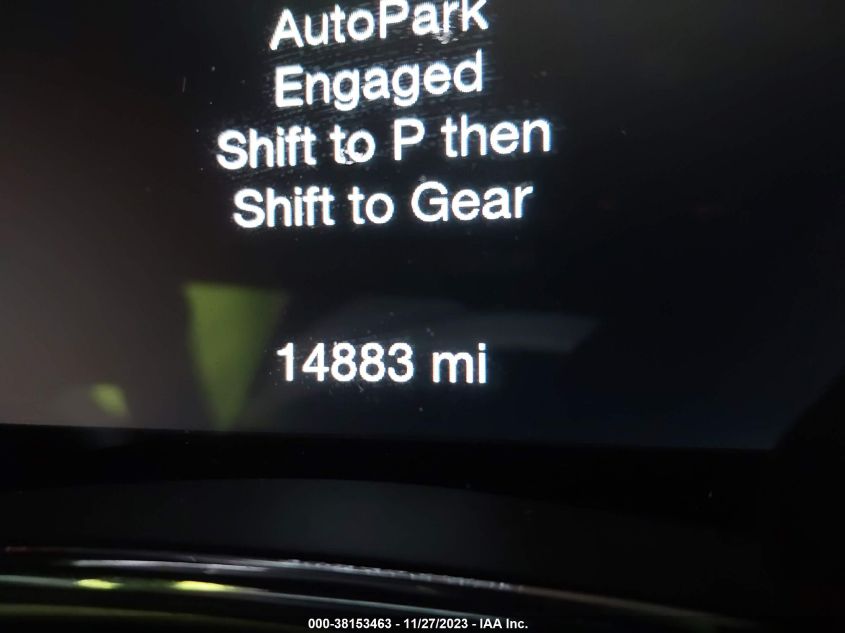 AutoPark
Engaged
Shift to P then
Shift to Gear
14883 mi
000-38153463 - 11/27/2023 - IAA Inc.